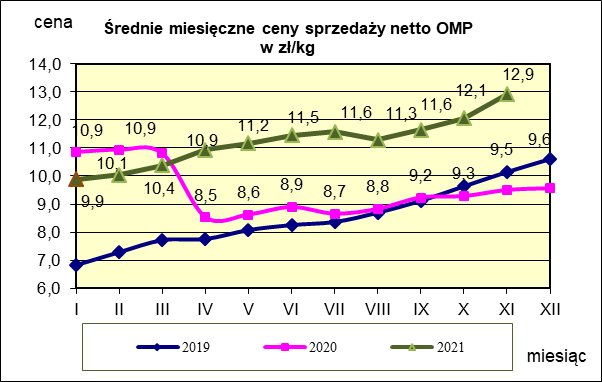 cena
Średnie miesięczne ceny sprzedaży netto OMP
w zł/kg
14,0
13,0
12,0
11,0
10,0
9,0
8,0
7,0
6,0
10,9 10,9 10,9 11,2 11,5 11,6 11,3 11,6 12,1 12,9
9,9 10,1 10,4 8,5 8,6 8,9 8,7 8,8 9,2 9,3 9,5 9,6
I II III IV V VI VII VIII IX X XI XII
2019 2020 2021
miesiąc